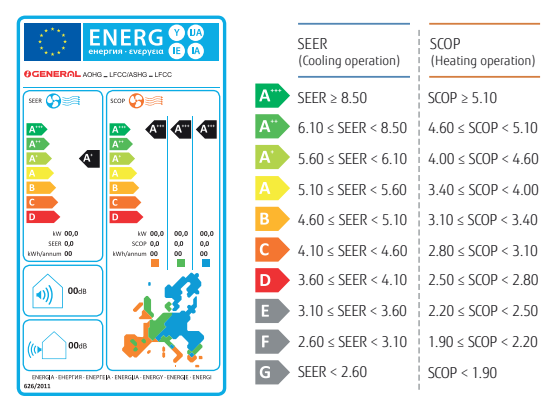 ENERG Y IJA
енергия · ενεργεια IE IA
GENERAL AOHG _ LFCC/ASHG _ LFCC
SEER
SCOP
A+++
A++
A+
A
B
C
D
A+
A+++
A++
A+
A
B
C
D
A+++ A+++ A+++
kW 00,0
SEER 0,0
kWh/annum 00
kW 00,0 00,0 00,0
SCOP 0,0 0,0 0,0
kWh/annum 00 00 00
00dB
00dB
ENERGIA · ЕНЕРГИЯ · ΕΝΕΡΓΕΙΑ · ENERGIJA · ENERGY · ENERGIE · ENERGI
626/2011
SEER
(Cooling operation)
SCOP
(Heating operation)
A+++ SEER ≥ 8.50 SCOP ≥ 5.10
A++ 6.10 ≤ SEER < 8.50 4.60 ≤ SCOP < 5.10
A+ 5.60 ≤ SEER < 6.10 4.00 ≤ SCOP < 4.60
A 5.10 ≤ SEER < 5.60 3.40 ≤ SCOP < 4.00
B 4.60 ≤ SEER < 5.10 3.10 ≤ SCOP < 3.40
C 4.10 ≤ SEER < 4.60 2.80 ≤ SCOP < 3.10
D 3.60 ≤ SEER < 4.10 2.50 ≤ SCOP < 2.80
E 3.10 ≤ SEER < 3.60 2.20 ≤ SCOP < 2.50
F 2.60 ≤ SEER < 3.10 1.90 ≤ SCOP < 2.20
G SEER < 2.60 SCOP < 1.90